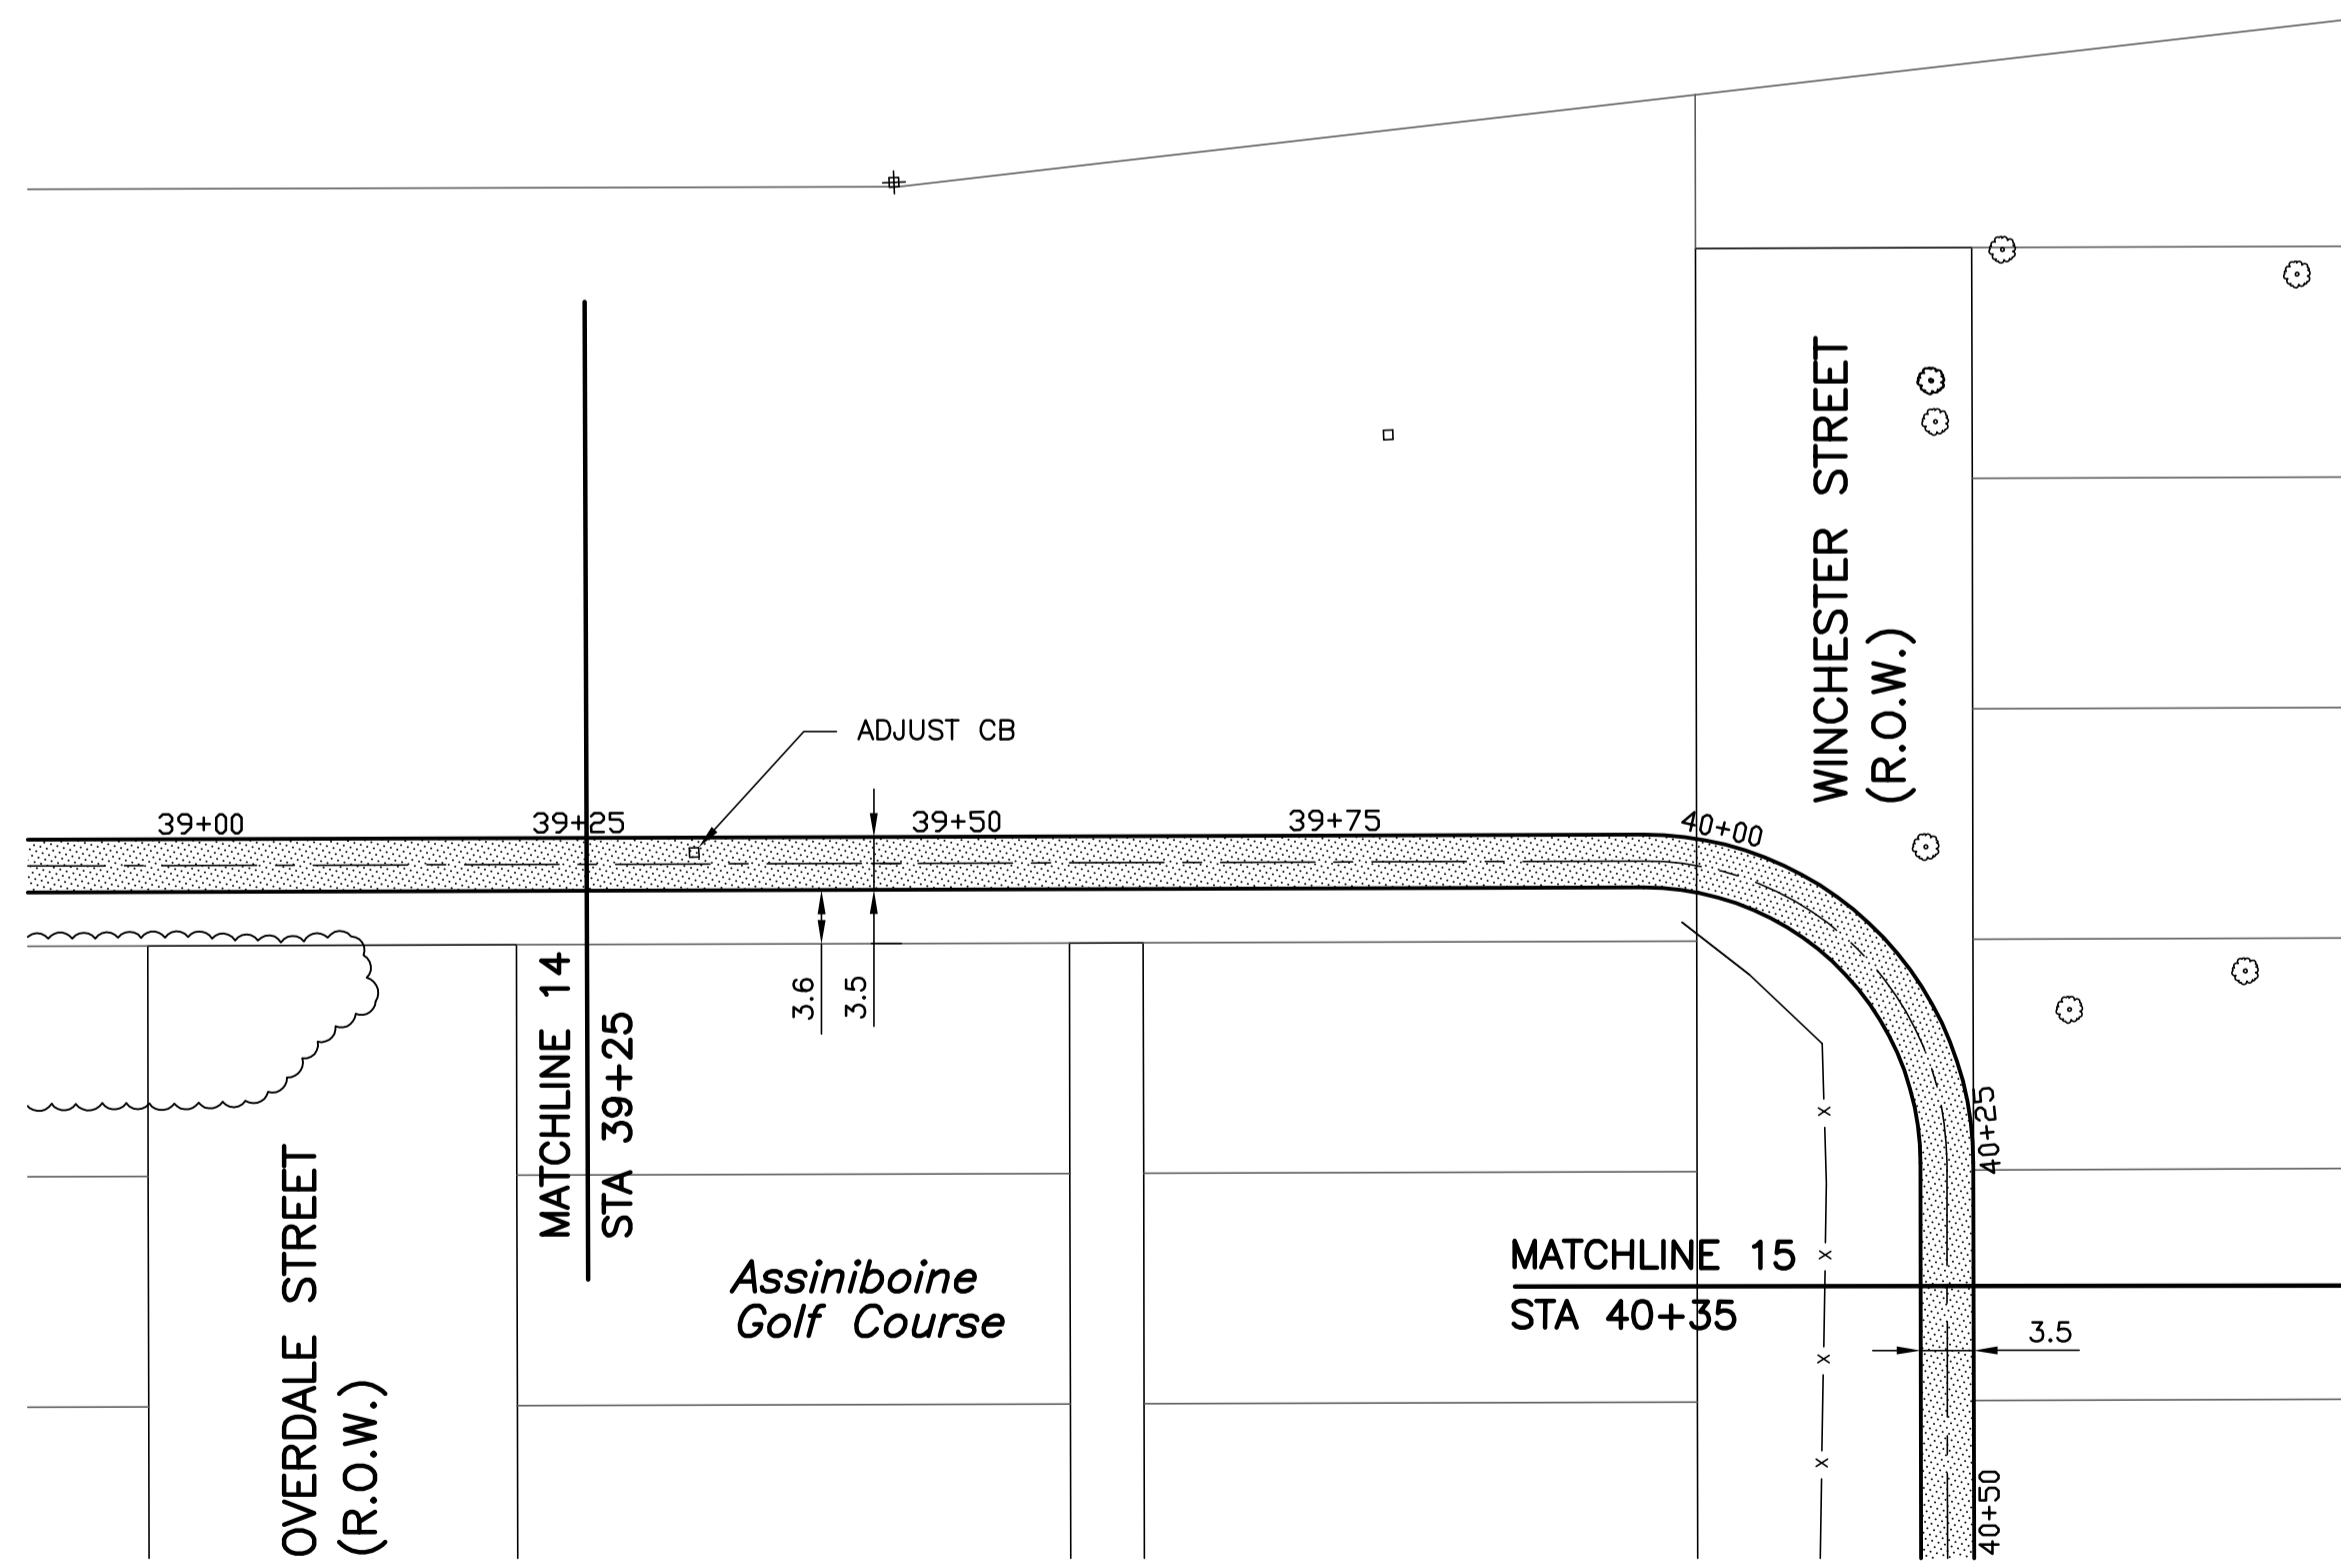 WINCHESTER STREET
(R.O.W.)
ADJUST CB
39+00
39+25
39+50
39+75
40+00
3.6
3.5
MATCHLINE 14
STA 39+25
40+25
OVERDALE STREET
(R.O.W.)
Assiniboine
Golf Course
MATCHLINE 15
STA 40+35
3.5
40+50
x
x
x
x